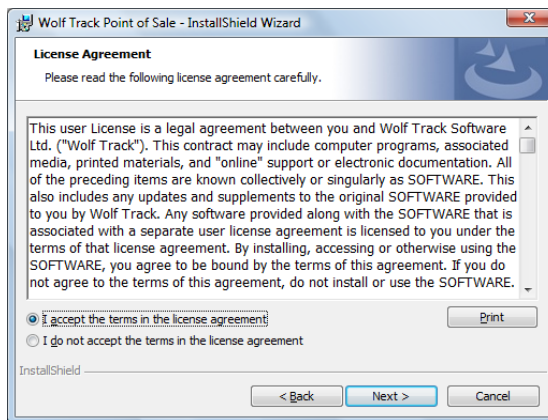 Wolf Track Point of Sale - InstallShield Wizard
License Agreement
Please read the following license agreement carefully.
This user License is a legal agreement between you and Wolf Track Software
Ltd. ("Wolf Track"). This contract may include computer programs, associated
media, printed materials, and "online" support or electronic documentation. All
of the preceding items are known collectively or singularly as SOFTWARE. This
also includes any updates and supplements to the original SOFTWARE provided
to you by Wolf Track. Any software provided along with the SOFTWARE that is
associated with a separate user license agreement is licensed to you under the
terms of that license agreement. By installing, accessing or otherwise using the
SOFTWARE, you agree to be bound by the terms of this agreement. If you do
not agree to the terms of this agreement, do not install or use the SOFTWARE.
I accept the terms in the license agreement
Print
I do not accept the terms in the license agreement
InstallShield
< Back Next > Cancel